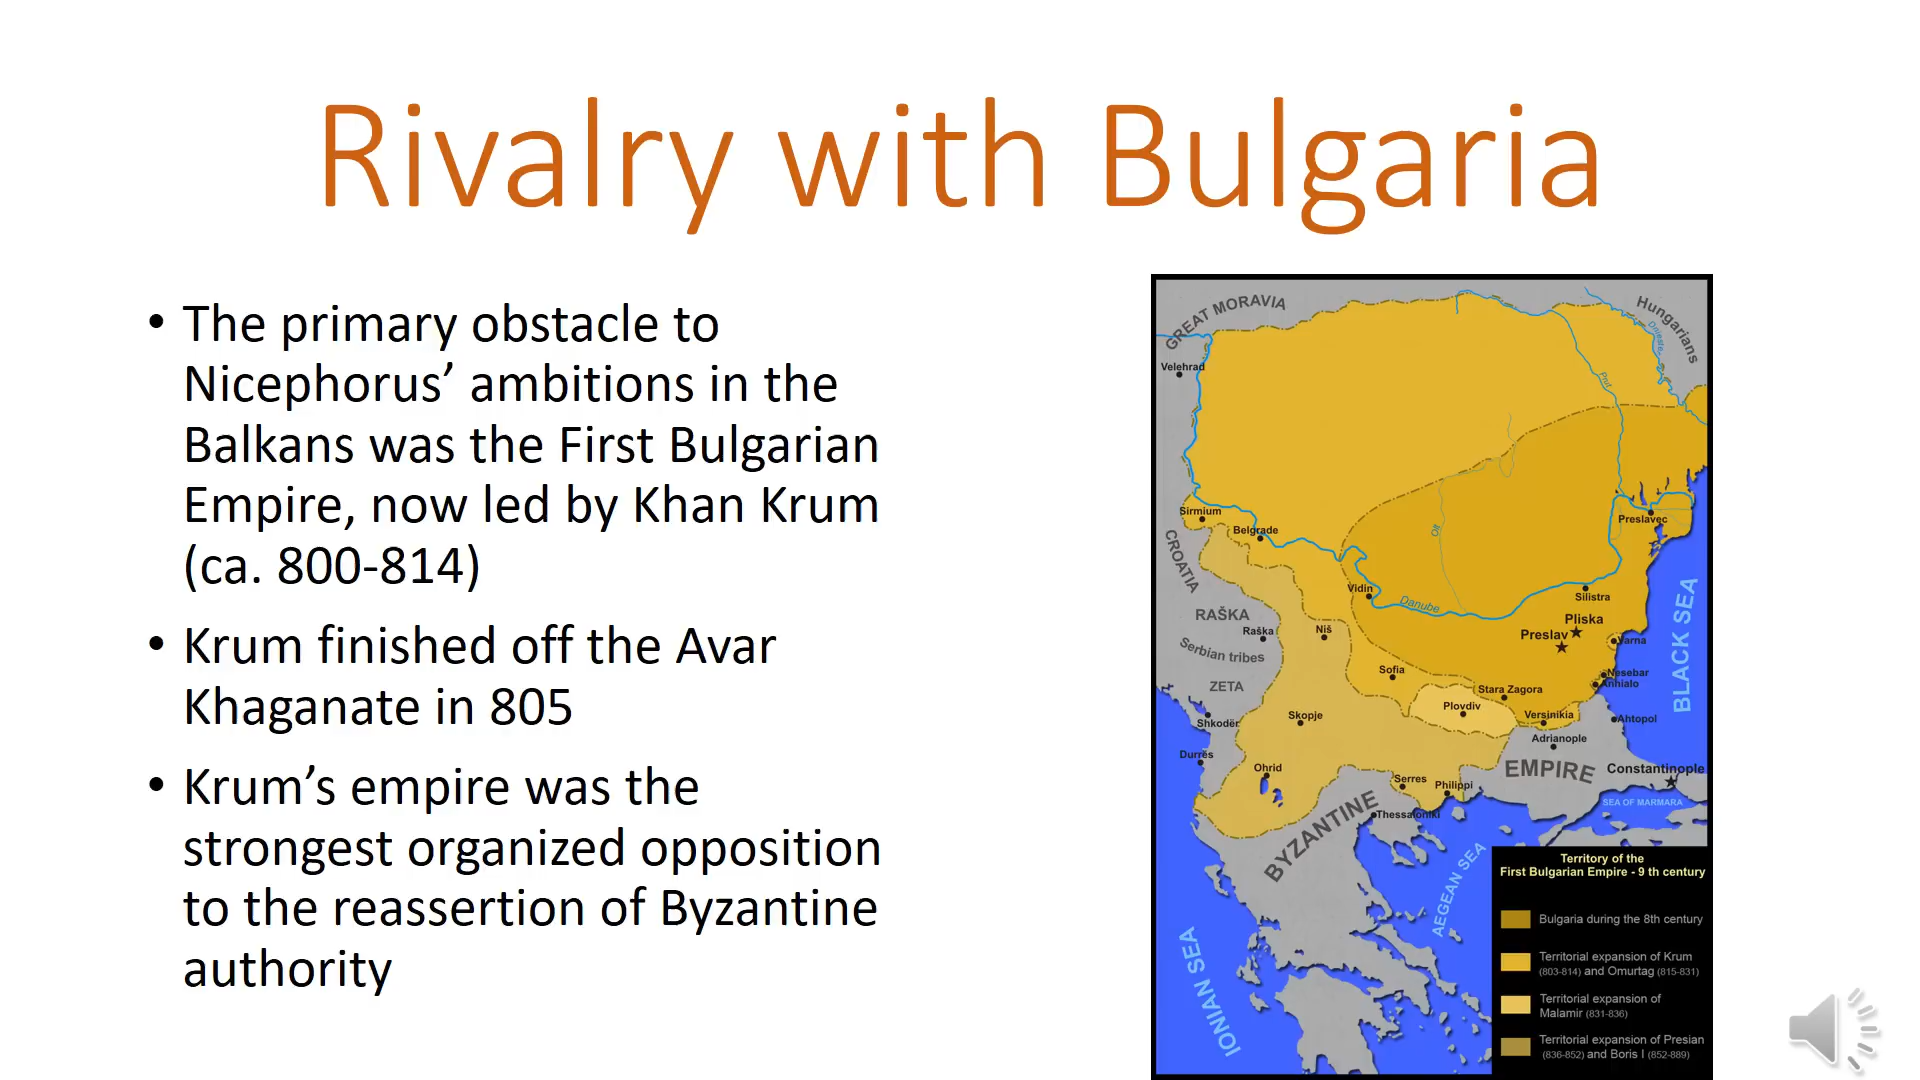 Rivalry with Bulgaria
• The primary obstacle to
Nicephorus’ ambitions in the
Balkans was the First Bulgarian
Empire, now led by Khan Krum
(ca. 800-814)
• Krum finished off the Avar
Khaganate in 805
• Krum’s empire was the
strongest organized opposition
to the reassertion of Byzantine
authority
GREAT MORAVIA
Hungarians
Dniester
Velehrad
Prut
Sirmium
Belgrade
Olt
Preslavec
CROATIA
Vidin
Danube
Silistra
RAŠKA
Raška
Niš
Pliska
Preslav
Varna
Serbian tribes
Sofia
Nesebar
Anhialo
BLACK SEA
ZETA
Stara Zagora
Plovdiv
Shkodër
Skopje
Versinikia
Ahtopol
Adrianople
Durrës
Ohrid
EMPIRE
Constantinople
Serres
Philippi
SEA OF MARMARA
BYZANTINE
Thessaloniki
AEGEAN SEA
IONIAN SEA
Territory of the
First Bulgarian Empire - 9 th century
Bulgaria during the 8th century
Territorial expansion of Krum
(803-814) and Omurtag (815-831)
Territorial expansion of
Malamir (831-836)
Territorial expansion of Presian
(836-852) and Boris I (852-889)